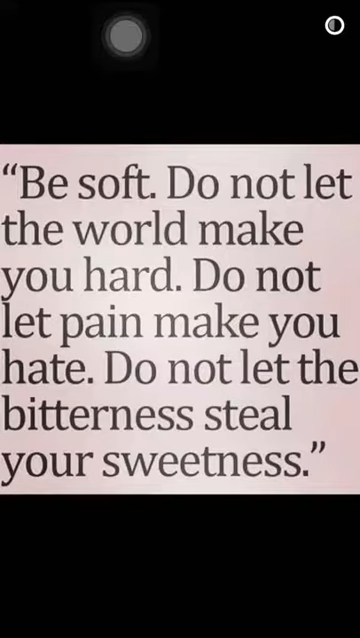 “Be soft. Do not let
the world make
you hard. Do not
let pain make you
hate. Do not let the
bitterness steal
your sweetness.”